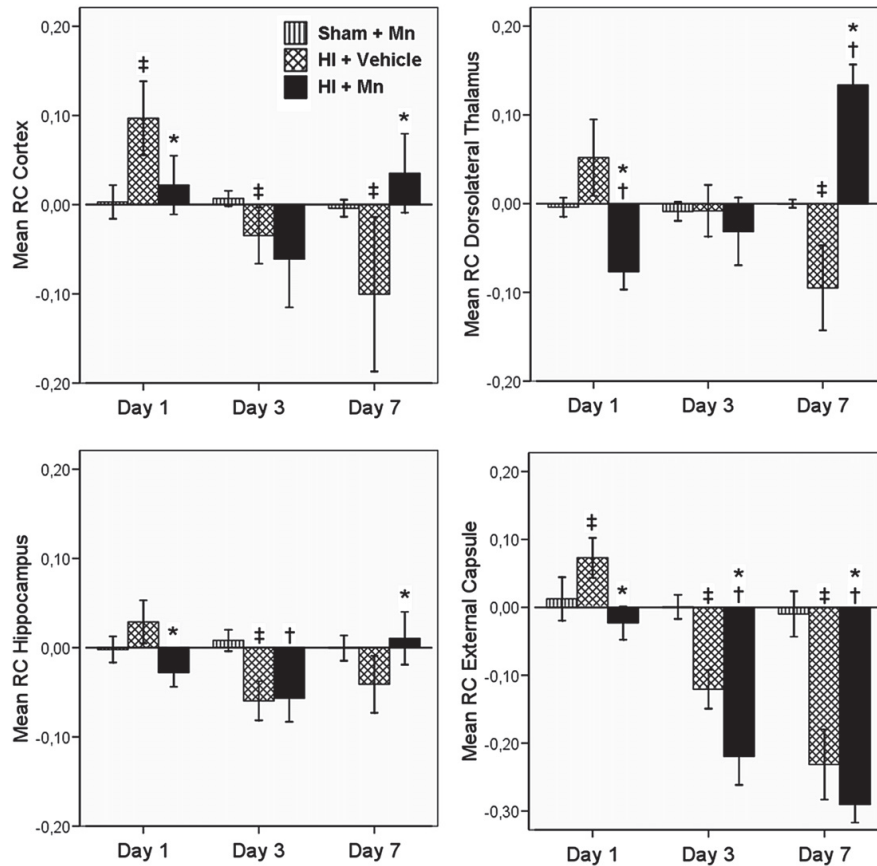 Mean RC Cortex
0,20
0,10
0,00
-0,10
-0,20
Sham + Mn
HI + Vehicle
HI + Mn
‡
*
‡
‡
*
Day 1
Day 3
Day 7
Mean RC Dorsolateral Thalamus
0,20
0,10
0,00
-0,10
-0,20
*
†
‡
*
†
Day 1
Day 3
Day 7
Mean RC Hippocampus
0,20
0,10
0,00
-0,10
-0,20
*
‡
†
*
Day 1
Day 3
Day 7
Mean RC External Capsule
0,20
0,10
0,00
-0,10
-0,20
-0,30
‡
*
‡
*
†
‡
*
†
Day 1
Day 3
Day 7